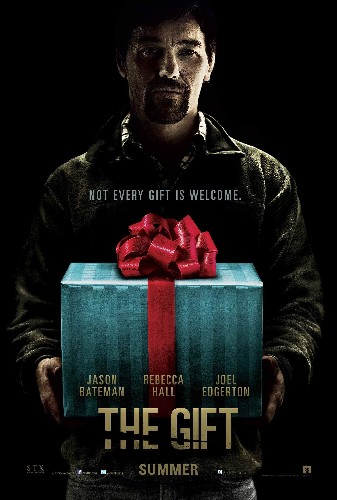 NOT EVERY GIFT IS WELCOME.
JASON BATEMAN
REBECCA HALL
JOEL EDGERTON
THE GIFT
STX
SUMMER